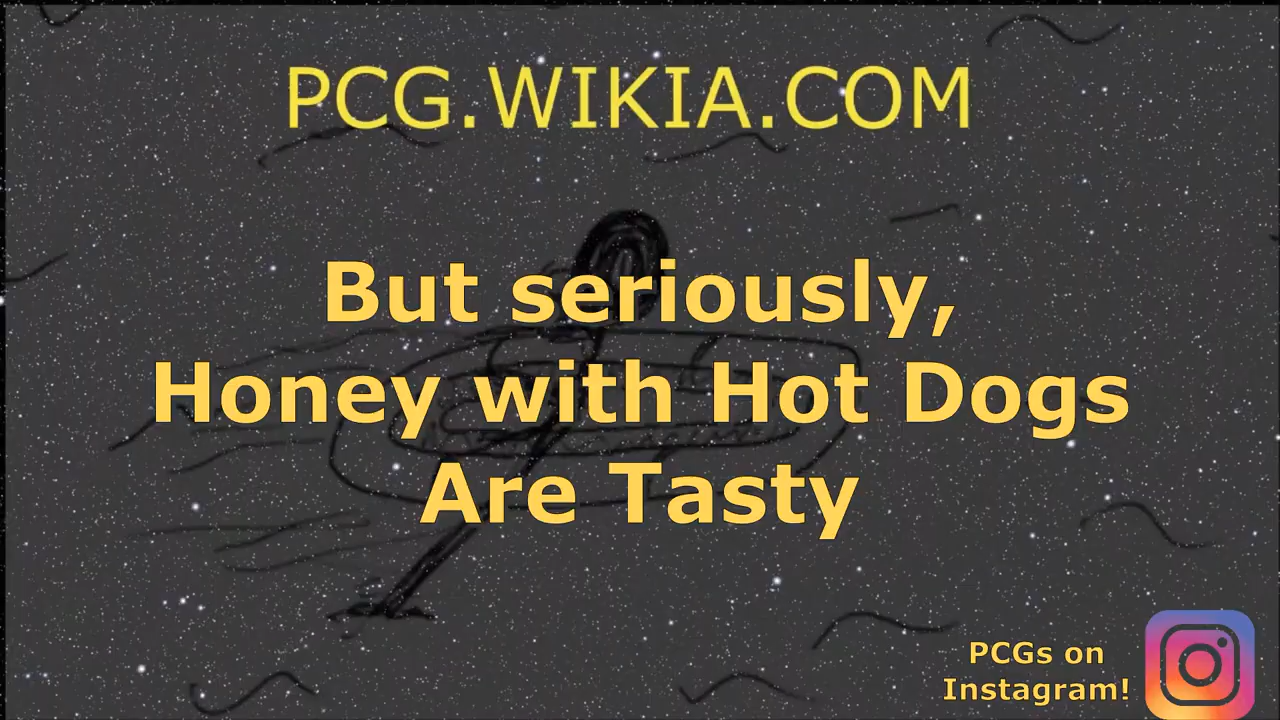 PCG.WIKIA.COM
But seriously,
Honey with Hot Dogs
Are Tasty
PCGs on
Instagram!